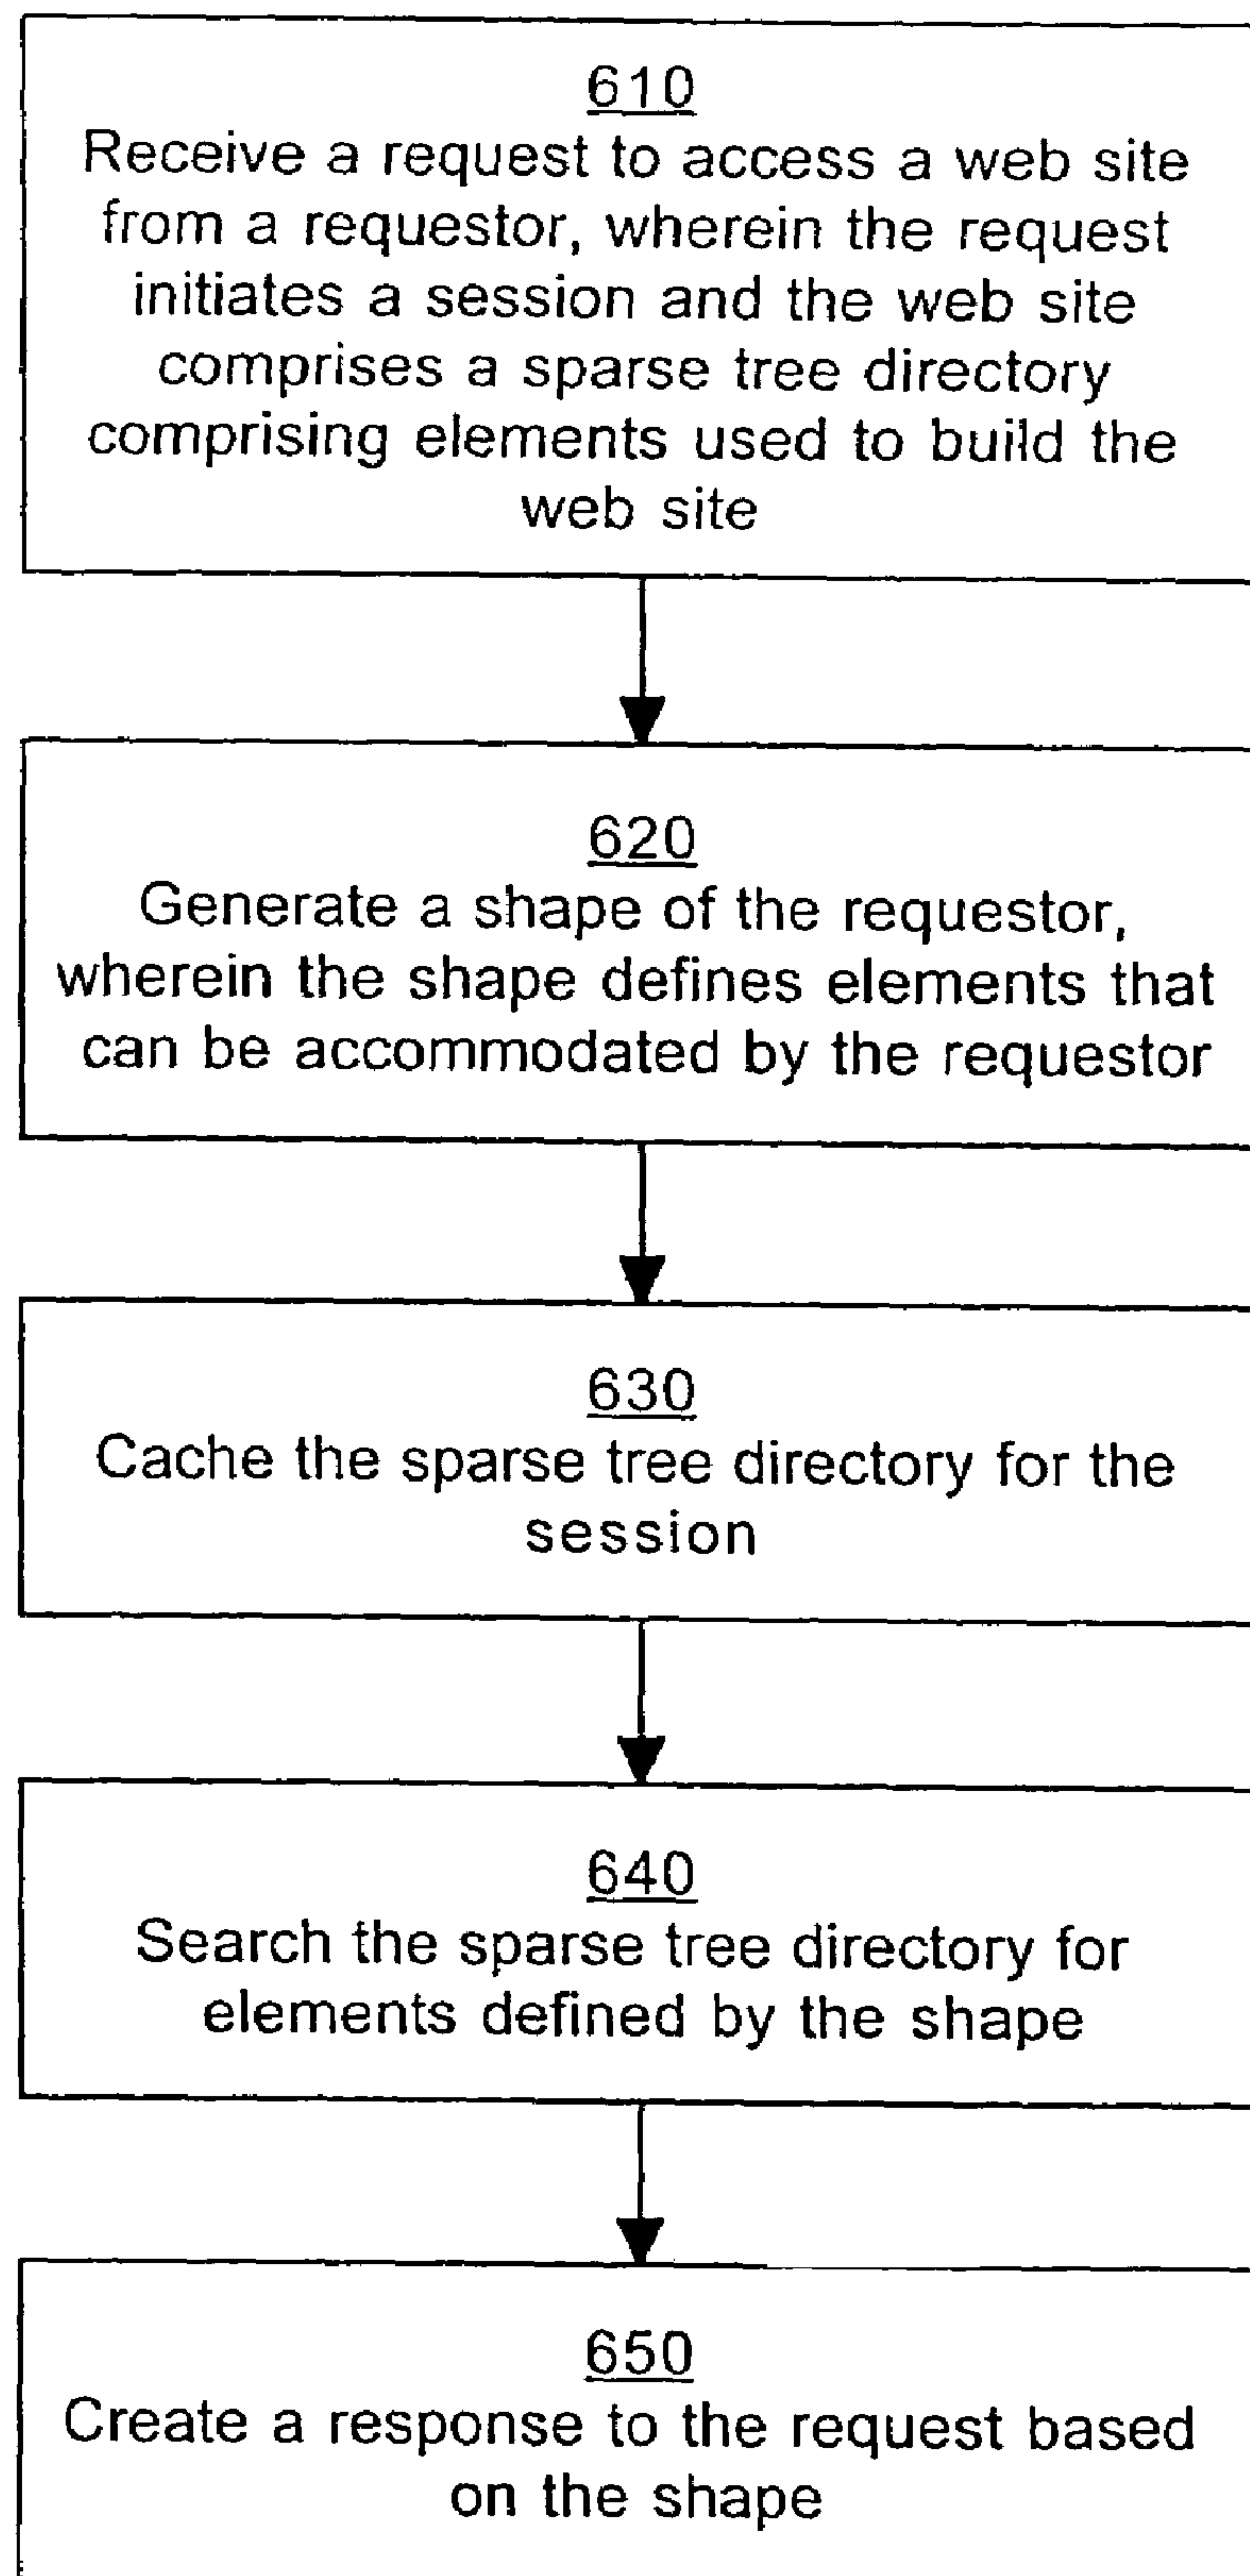 610
Receive a request to access a web site
from a requestor, wherein the request
initiates a session and the web site
comprises a sparse tree directory
comprising elements used to build the
web site
620
Generate a shape of the requestor,
wherein the shape defines elements that
can be accommodated by the requestor
630
Cache the sparse tree directory for the
session
640
Search the sparse tree directory for
elements defined by the shape
650
Create a response to the request based
on the shape